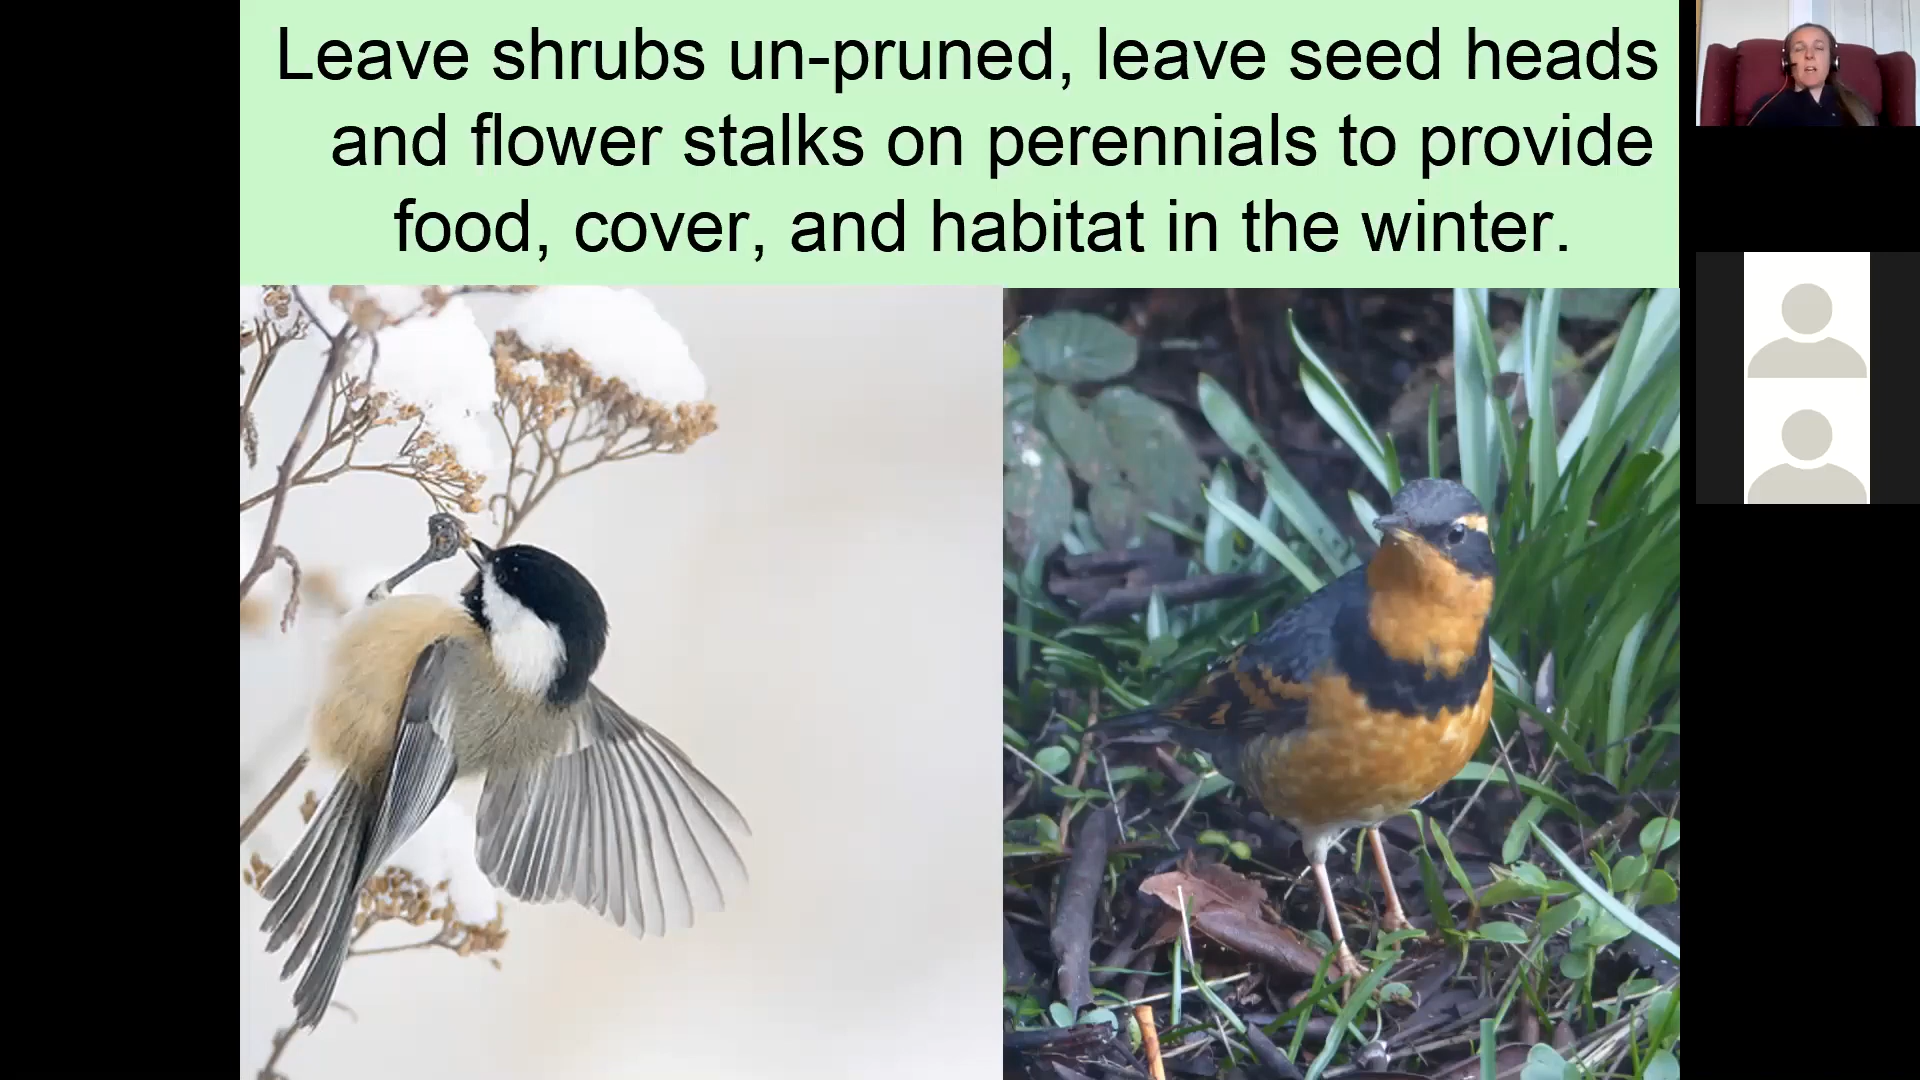 Leave shrubs un-pruned, leave seed heads
and flower stalks on perennials to provide
food, cover, and habitat in the winter.